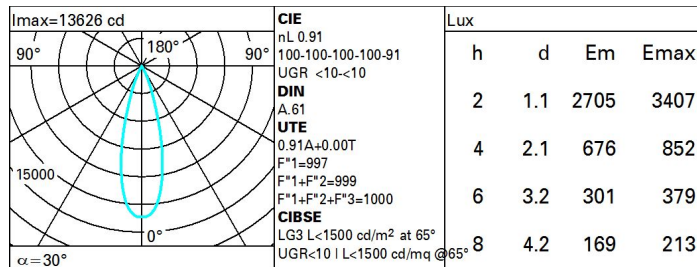 Imax=13626 cd
90° 180° 90°
15000
0°
α=30°
CIE
nL 0.91
100-100-100-100-91
UGR <10-<10
DIN
A.61
UTE
0.91A+0.00T
F"1=997
F"1+F"2=999
F"1+F"2+F"3=1000
CIBSE
LG3 L<1500 cd/m² at 65°
UGR<10 | L<1500 cd/mq @65°
Lux
h d Em Emax
2 1.1 2705 3407
4 2.1 676 852
6 3.2 301 379
8 4.2 169 213